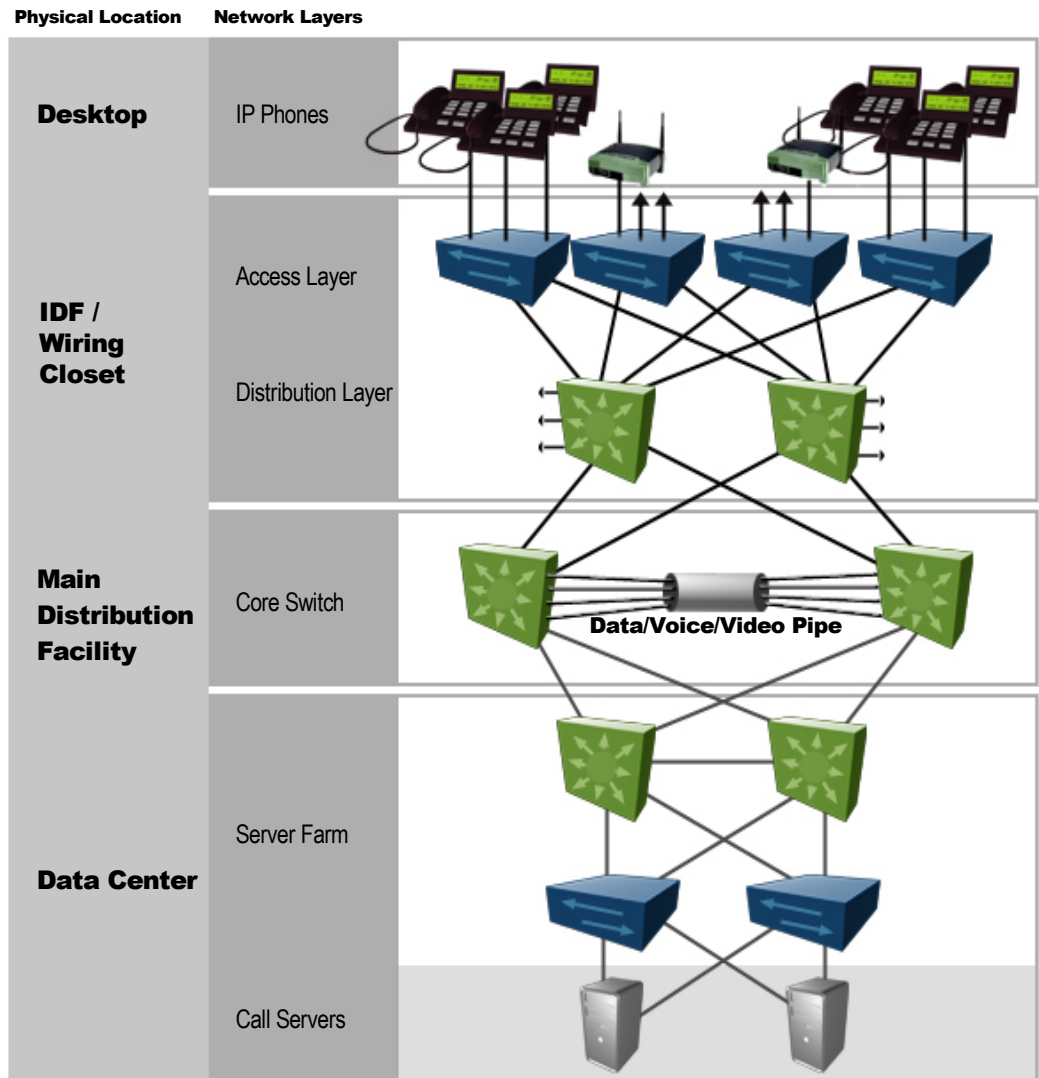 Physical Location
Network Layers
Desktop
IP Phones
IDF /
Wiring
Closet
Access Layer
Distribution Layer
Main
Distribution
Facility
Core Switch
Data/Voice/Video Pipe
Data Center
Server Farm
Call Servers